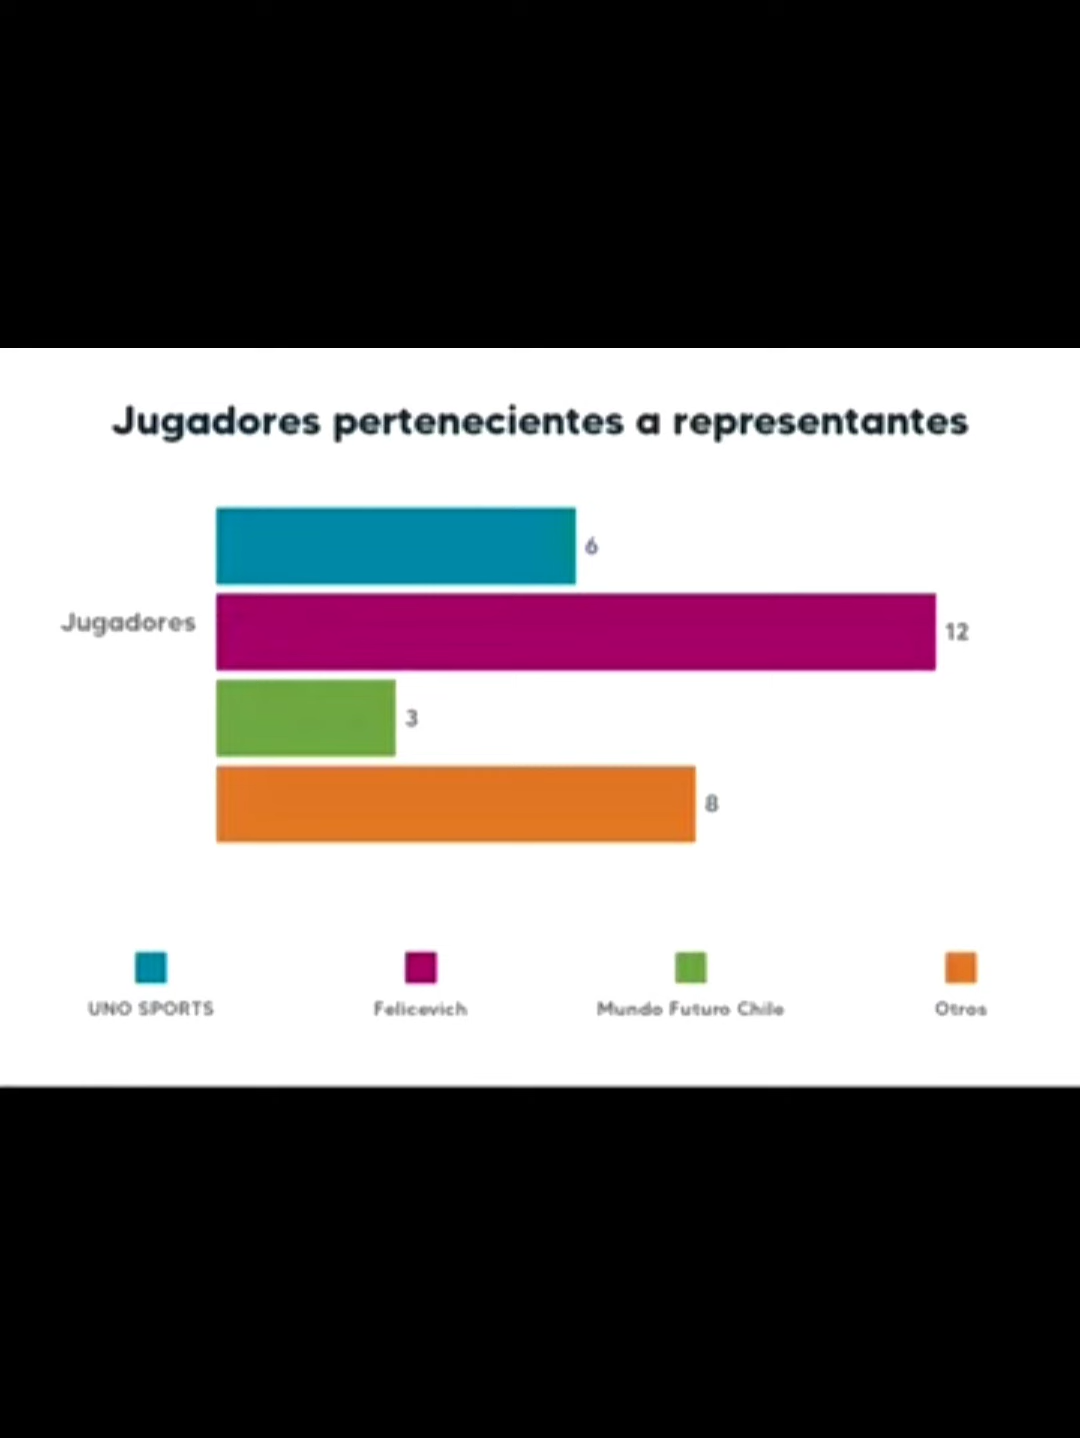 Jugadores pertenecientes a representantes
6
Jugadores
12
3
8
UNO SPORTS
Felicevich
Mundo Futuro Chile
Otros